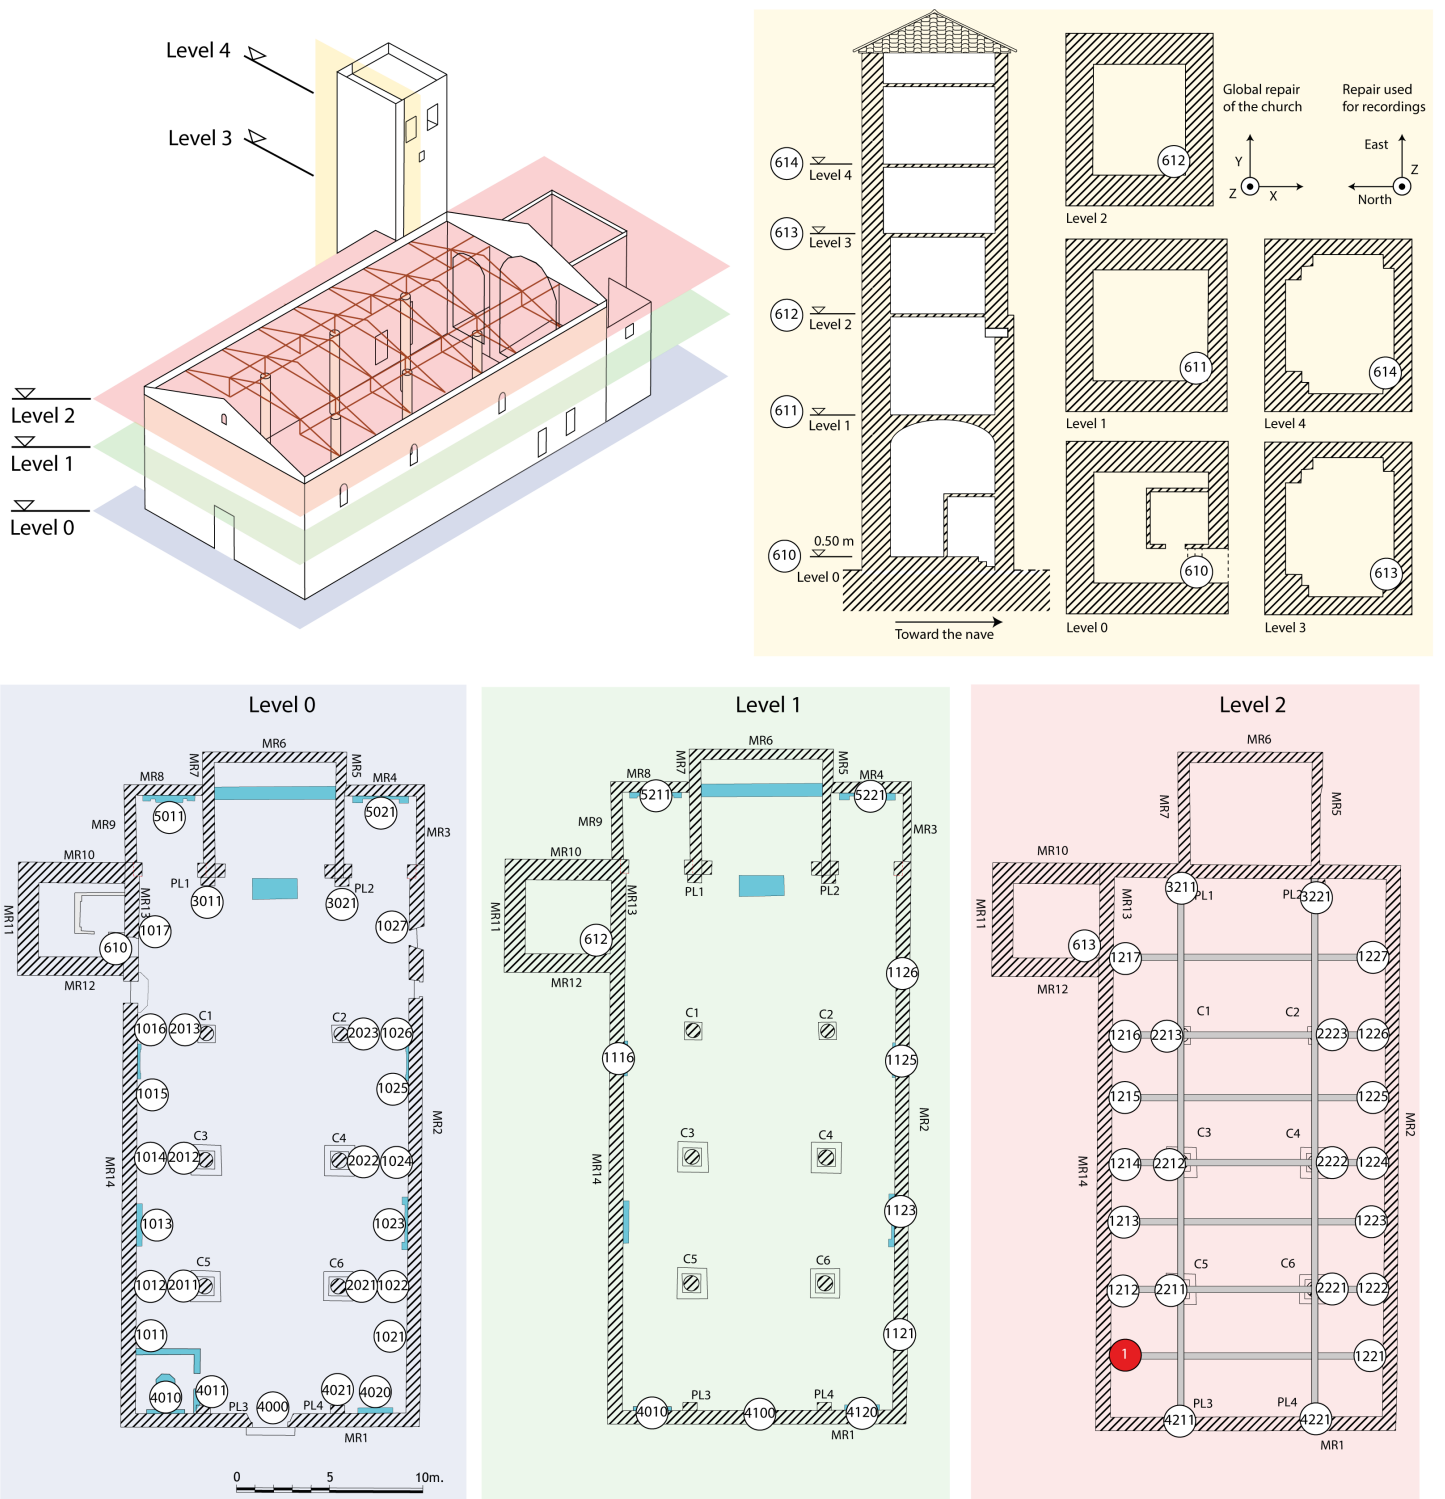 Level 4
Level 3
Level 2
Level 1
Level 0
614
Level 4
613
Level 3
612
Level 2
611
Level 1
0.50 m
610
Level 0
Toward the nave
612
Level 2
Global repair
of the church
Y
Z
X
Repair used
for recordings
East
Z
North
611
Level 1
614
Level 4
610
Level 0
613
Level 3
Level 0
MR6
MR7
MR5
MR8
MR4
5011
5021
MR9
MR3
MR10
PL1
PL2
3011
3021
MR13
1017
1027
MR11
610
MR12
C1
C2
1016
2013
2023
1026
1015
1025
MR2
C3
C4
1014
2012
2022
1024
MR14
1013
1023
C5
C6
1012
2011
2021
1022
1011
1021
4010
4011
4021
4020
PL3
4000
PL4
MR1
0
5
10m.
Level 1
MR6
MR7
MR5
MR8
MR4
5211
5221
MR9
MR3
MR10
PL1
PL2
MR13
MR11
612
MR12
1126
C1
C2
1116
1125
MR2
C3
C4
MR14
1123
C5
C6
1121
PL3
PL4
4010
4100
4120
MR1
Level 2
MR6
MR7
MR5
MR10
3211
PL1
PL2
3221
MR13
MR11
613
1217
1227
MR12
C1
C2
1216
2213
2223
1226
1215
1225
MR2
C3
C4
1214
2212
2222
1224
MR14
1213
1223
C5
C6
1212
2211
2221
1222
1
1221
PL3
PL4
4211
4221
MR1